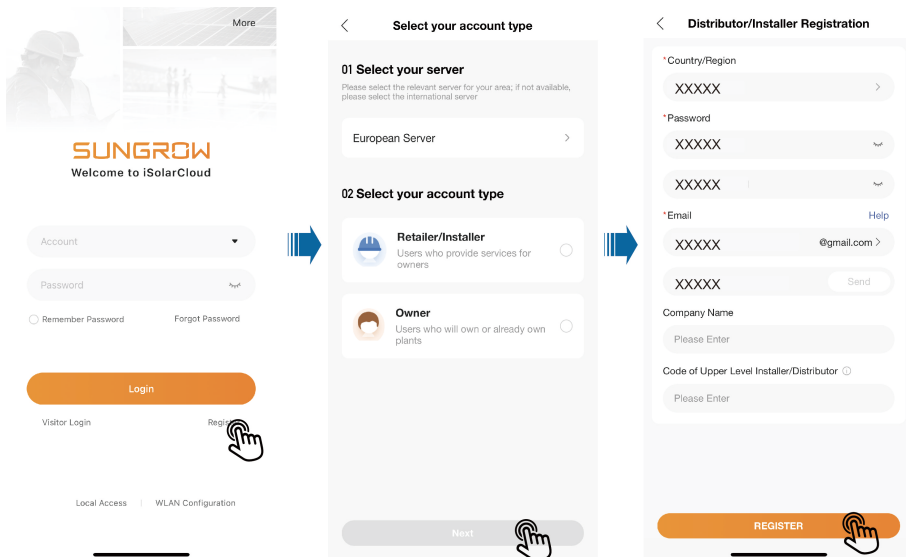 More
SUNGROW
Welcome to iSolarCloud
Account
Password
Remember Password
Forgot Password
Login
Visitor Login
Local Access
WLAN Configuration
Select your account type
01 Select your server
Please select the relevant server for your area; if not available,
please select the international server
European Server
02 Select your account type
Retailer/Installer
Users who provide services for
owners
Owner
Users who will own or already own
plants
Next
Distributor/Installer Registration
*Country/Region
XXXXX
*Password
XXXXX
XXXXX
*Email
Help
XXXXX
@gmail.com
XXXXX
Send
Company Name
Please Enter
Code of Upper Level Installer/Distributor
Please Enter
REGISTER